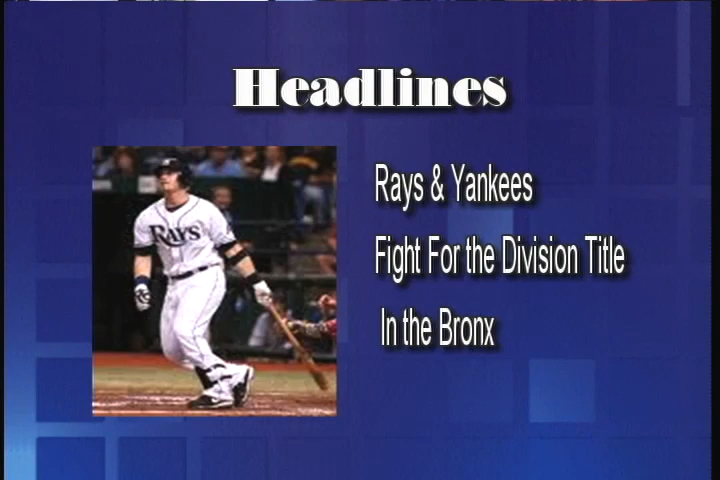 Headlines
Rays & Yankees
Fight For the Division Title
In the Bronx
RAYS